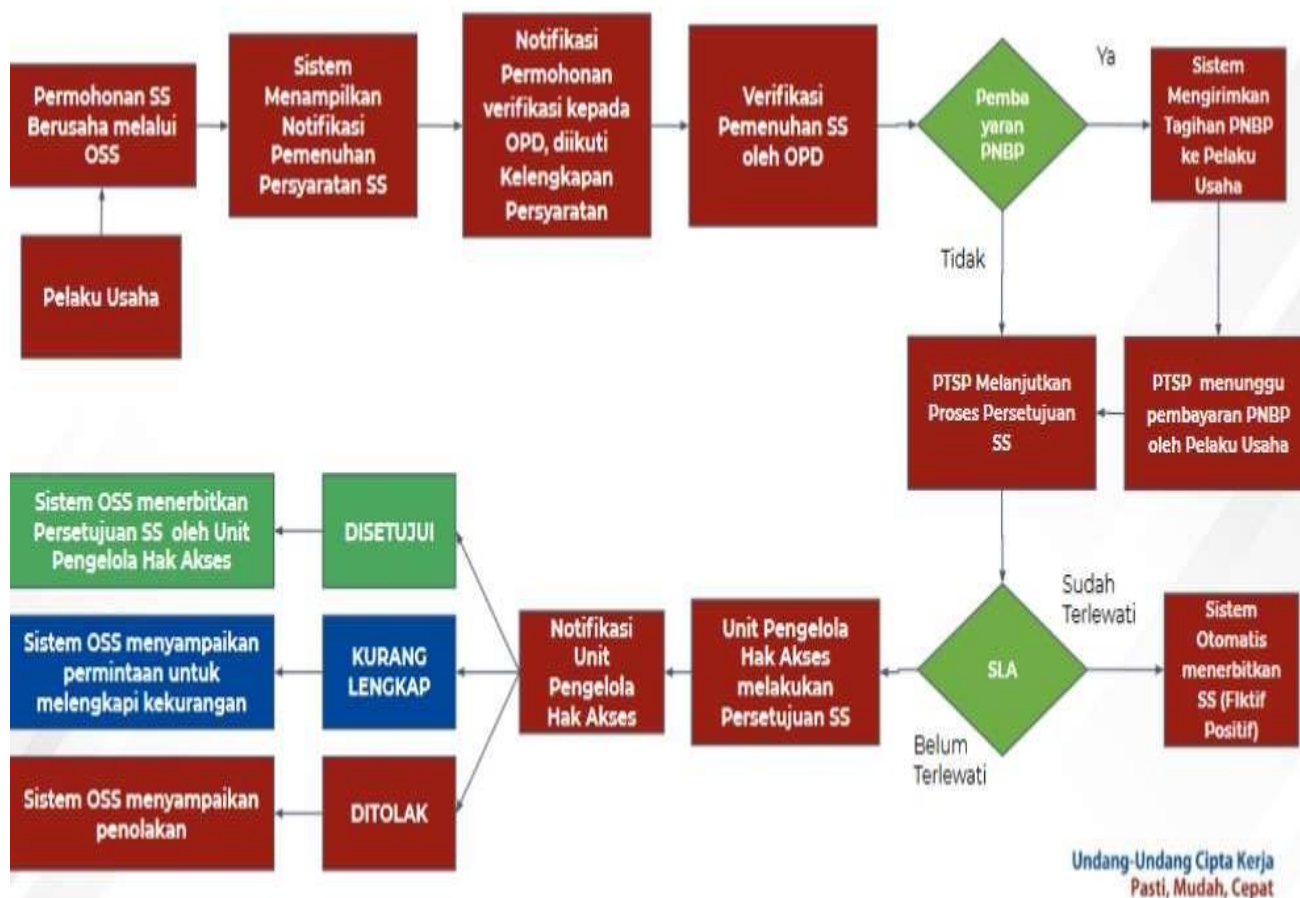 Permohonan SS
Berusaha melalui
OSS
Pelaku Usaha
Sistem
Menampilkan
Notifikasi
Pemenuhan
Persyaratan SS
Notifikasi
Permohonan
verifikasi kepada
OPD, diikuti
Kelengkapan
Persyaratan
Verifikasi
Pemenuhan SS
oleh OPD
Pemba
yaran
PNBP
Ya
Sistem
Mengirimkan
Tagihan PNBP
ke Pelaku
Usaha
Tidak
PTSP Melanjutkan
Proses Persetujuan
SS
PTSP menunggu
pembayaran PNBP
oleh Pelaku Usaha
SLA
Sudah
Terlewati
Sistem
Otomatis
menerbitkan
SS (FIktif
Positif)
Belum
Terlewati
Unit Pengelola
Hak Akses
melakukan
Persetujuan SS
Notifikasi
Unit
Pengelola
Hak Akses
DISETUJUI
Sistem OSS menerbitkan
Persetujuan SS oleh Unit
Pengelola Hak Akses
KURANG
LENGKAP
Sistem OSS menyampaikan
permintaan untuk
melengkapi kekurangan
DITOLAK
Sistem OSS menyampaikan
penolakan
Undang-Undang Cipta Kerja
Pasti, Mudah, Cepat